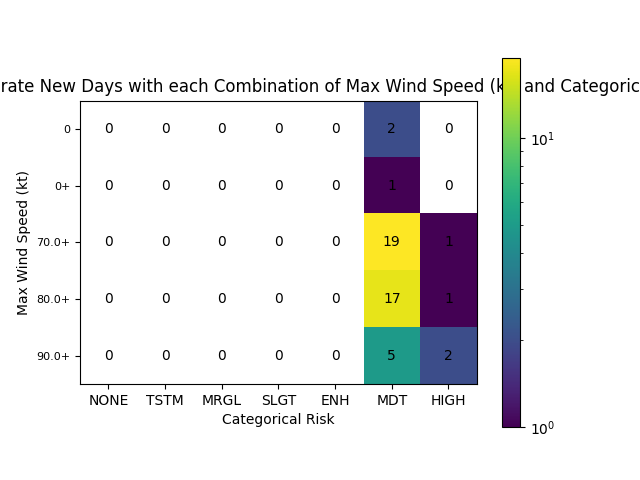 rate New Days with each Combination of Max Wind Speed (k and Categoric
0 0 0 0 0 0 2 0
0+ 0 0 0 0 0 1 0
70.0+ 0 0 0 0 0 19 1
80.0+ 0 0 0 0 0 17 1
90.0+ 0 0 0 0 0 5 2
NONE TSTM MRGL SLGT ENH MDT HIGH
Categorical Risk
Max Wind Speed (kt)
10¹
10⁰